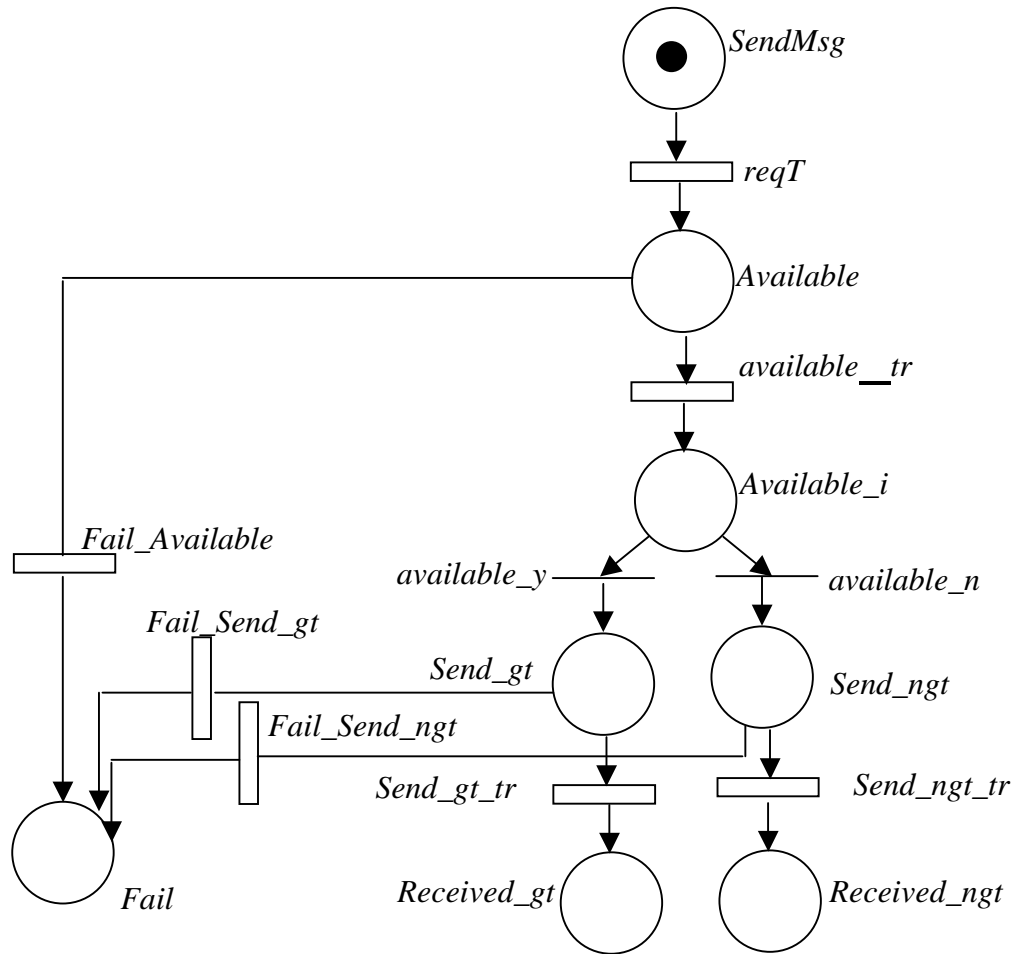 SendMsg
reqT
Available
available__tr
Available_i
Fail_Available
available_y
available_n
Fail_Send_gt
Send_gt
Send_ngt
Fail_Send_ngt
Send_gt_tr
Send_ngt_tr
Fail
Received_gt
Received_ngt